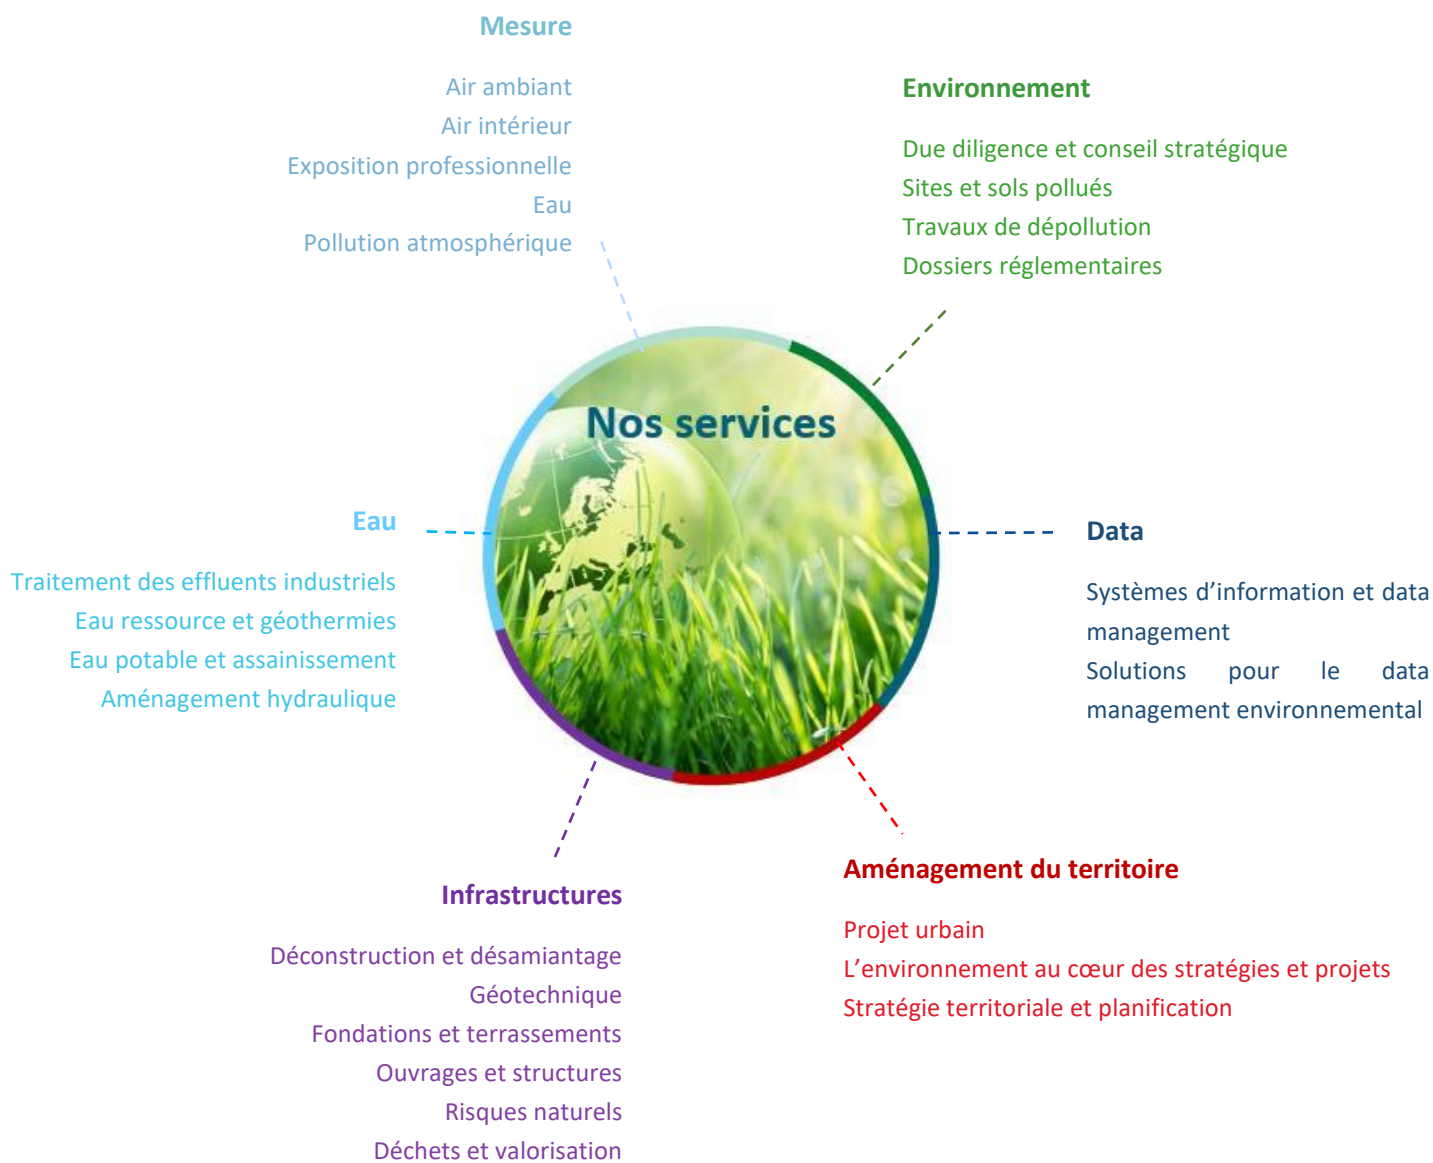 Mesure
Air ambiant
Air intérieur
Exposition professionnelle
Eau
Pollution atmosphérique
Environnement
Due diligence et conseil stratégique
Sites et sols pollués
Travaux de dépollution
Dossiers réglementaires
Nos services
Eau
Traitement des effluents industriels
Eau ressource et géothermies
Eau potable et assainissement
Aménagement hydraulique
Data
Systèmes d’information et data
management
Solutions pour le data
management environnemental
Infrastructures
Déconstruction et désamiantage
Géotechnique
Fondations et terrassements
Ouvrages et structures
Risques naturels
Déchets et valorisation
Aménagement du territoire
Projet urbain
L’environnement au cœur des stratégies et projets
Stratégie territoriale et planification